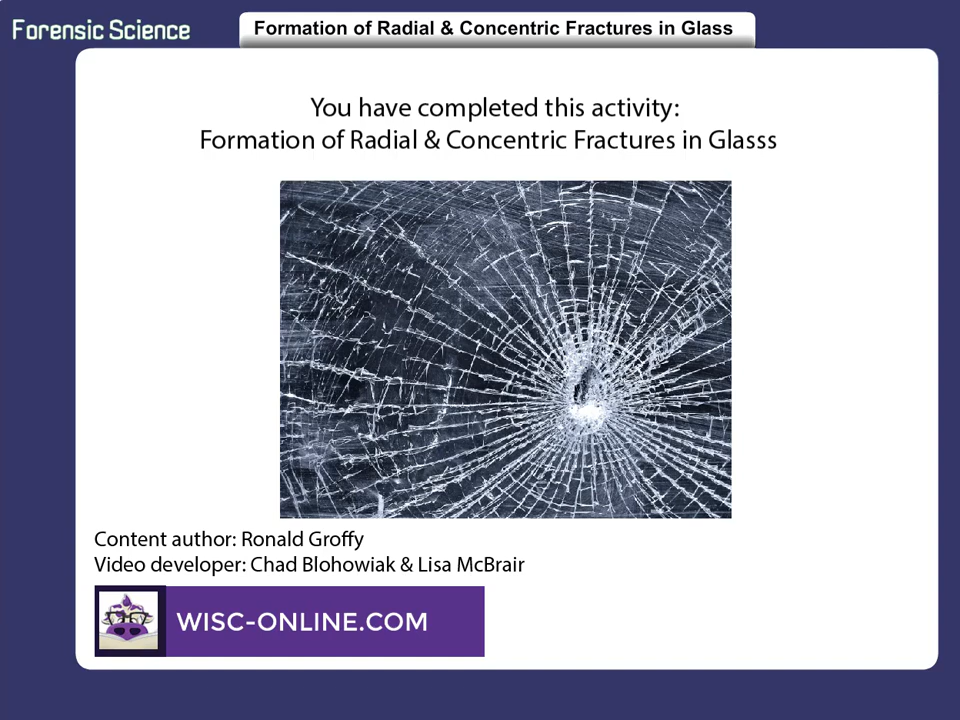 Forensic Science
Formation of Radial & Concentric Fractures in Glass
You have completed this activity:
Formation of Radial & Concentric Fractures in Glasss
Content author: Ronald Groffy
Video developer: Chad Blohowiak & Lisa McBrair
WISC-ONLINE.COM